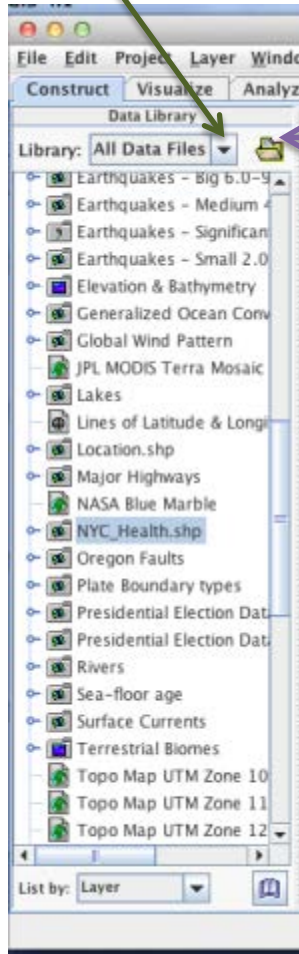 File Edit Project Layer Windo
Construct Visualize Analyz
Data Library
Library: All Data Files
Earthquakes - Big 6.0-9
Earthquakes - Medium 4
Earthquakes - Significan
Earthquakes - Small 2.0
Elevation & Bathymetry
Generalized Ocean Conv
Global Wind Pattern
JPL MODIS Terra Mosaic
Lakes
Lines of Latitude & Longi
Location.shp
Major Highways
NASA Blue Marble
NYC_Health.shp
Oregon Faults
Plate Boundary types
Presidential Election Dat
Presidential Election Dat
Rivers
Sea-floor age
Surface Currents
Terrestrial Biomes
Topo Map UTM Zone 10
Topo Map UTM Zone 11
Topo Map UTM Zone 12
List by: Layer